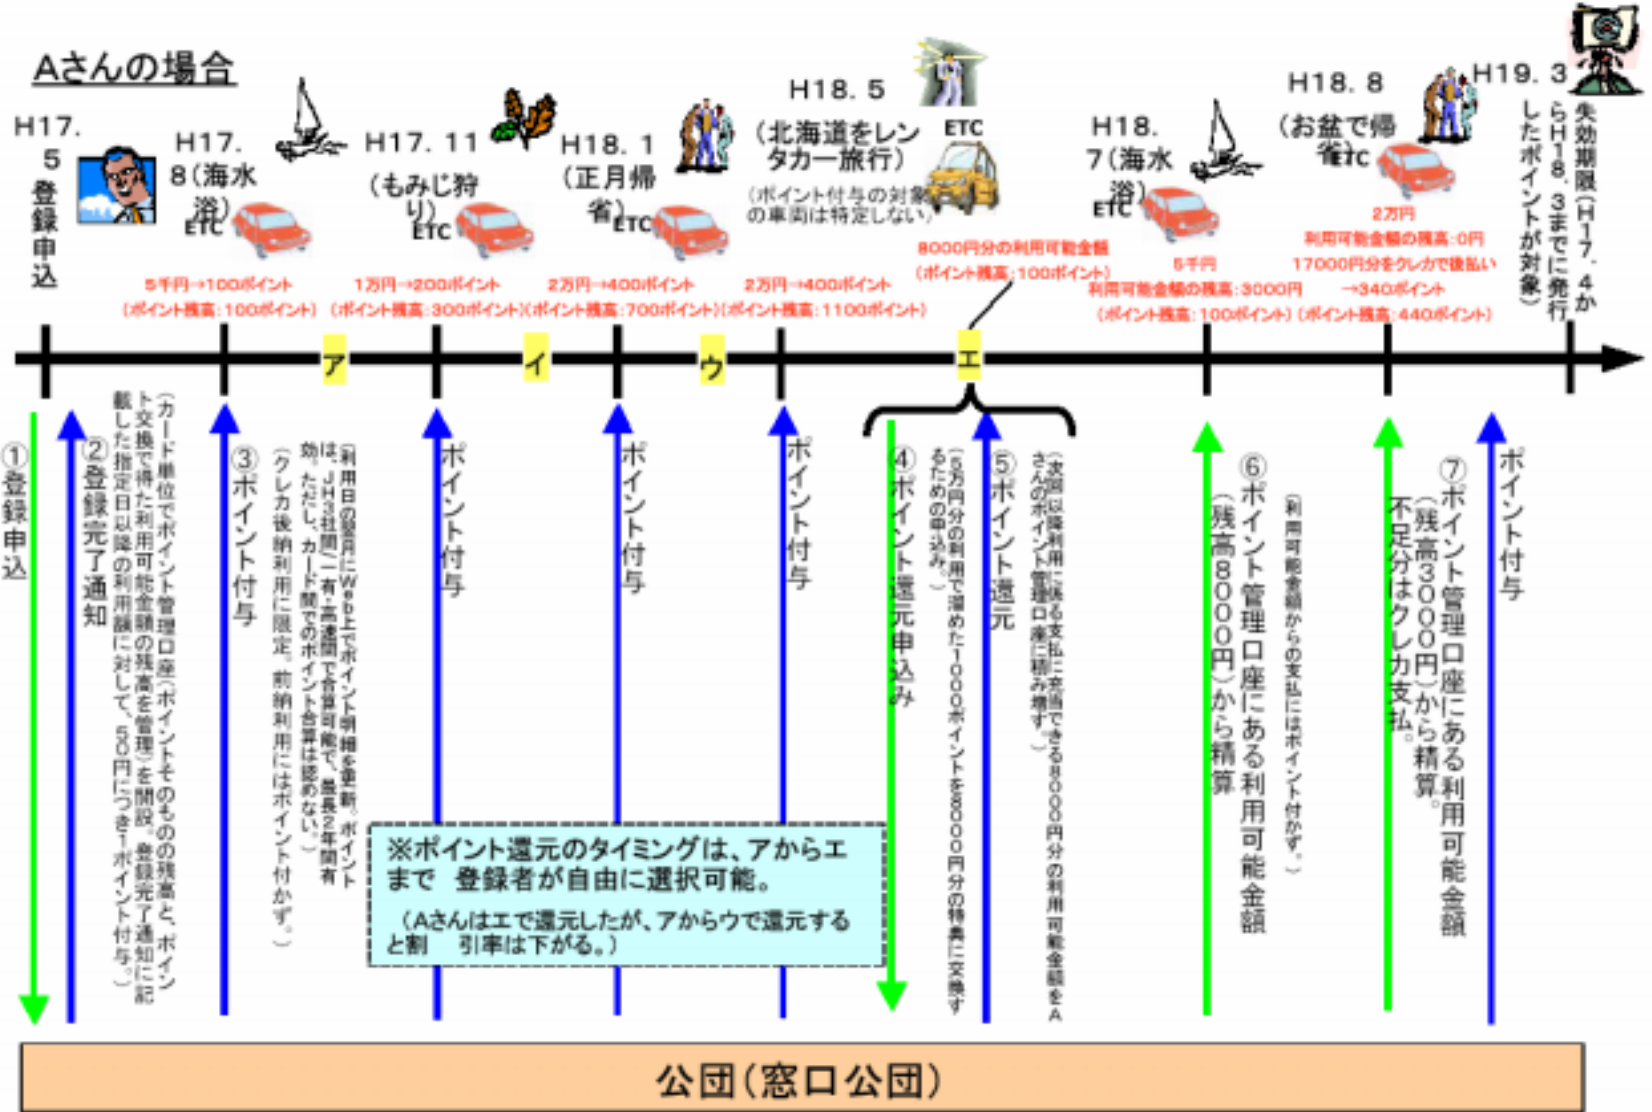 Aさんの場合
H17.
5
登録申込
H17.
8(海水
浴)
ETC
5千円→100ポイント
(ポイント残高:100ポイント)
H17. 11
(もみじ狩
り)
ETC
1万円→200ポイント
(ポイント残高:300ポイント)
H18. 1
(正月帰
省)
ETC
2万円→400ポイント
(ポイント残高:700ポイント)
H18. 5
(北海道をレン
タカー旅行)
(ポイント付与の対象
の車両は特定しない)
ETC
2万円→400ポイント
(ポイント残高:1100ポイント)
8000円分の利用可能金額
(ポイント残高:100ポイント)
H18.
7(海水
浴)
ETC
5千円
利用可能金額の残高:3000円
(ポイント残高:100ポイント)
H18. 8
(お盆で帰
省)
ETC
2万円
利用可能金額の残高:0円
17000円分をクレカで後払い
→340ポイント
(ポイント残高:440ポイント)
H19. 3
失効期限(H17. 4か
らH18. 3までに発行
したポイントが対象)
ア
イ
ウ
エ
①登録申込
②登録完了通知
(カード単位でポイント管理口座(ポイントそのものの残高と、ポイン
ト交換で得た利用可能金額の残高を管理)を開設。登録完了通知に記
載した指定日以降の利用額に対して、50円につき1ポイント付与。)
③ポイント付与
(利用日の翌月にWeb上でポイント明細を更新。ポイント
は、JH3社間/一有・高速間で合算可能で、最長2年間有
効。ただし、カード間でのポイント合算は認めない。)
(クレカ後納利用に限定。前納利用にはポイント付かず。)
ポイント付与
ポイント付与
ポイント付与
④ポイント還元申込み
(5万円分の利用で溜めた1000ポイントを8000円分の特典に交換す
るための申込み。)
⑤ポイント還元
(次回以降利用に係る支払に充当できる8000円分の利用可能金額をA
さんのポイント管理口座に積み増す。)
⑥ポイント管理口座にある利用可能金額
(残高8000円)から精算
(利用可能金額からの支払にはポイント付かず。)
⑦ポイント管理口座にある利用可能金額
(残高3000円)から精算。
不足分はクレカ支払。
ポイント付与
※ポイント還元のタイミングは、アからエ
まで 登録者が自由に選択可能。
(Aさんはエで還元したが、アからウで還元する
と割 引率は下がる。)
公団(窓口公団)